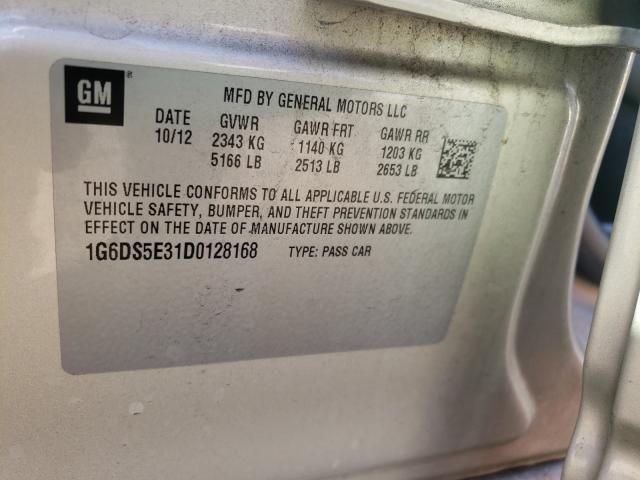 GM ®
MFD BY GENERAL MOTORS LLC
DATE GVWR GAWR FRT GAWR RR
10/12 2343 KG 1140 KG 1203 KG
5166 LB 2513 LB 2653 LB
THIS VEHICLE CONFORMS TO ALL APPLICABLE U.S. FEDERAL MOTOR
VEHICLE SAFETY, BUMPER, AND THEFT PREVENTION STANDARDS IN
EFFECT ON THE DATE OF MANUFACTURE SHOWN ABOVE.
1G6DS5E31D0128168 TYPE: PASS CAR